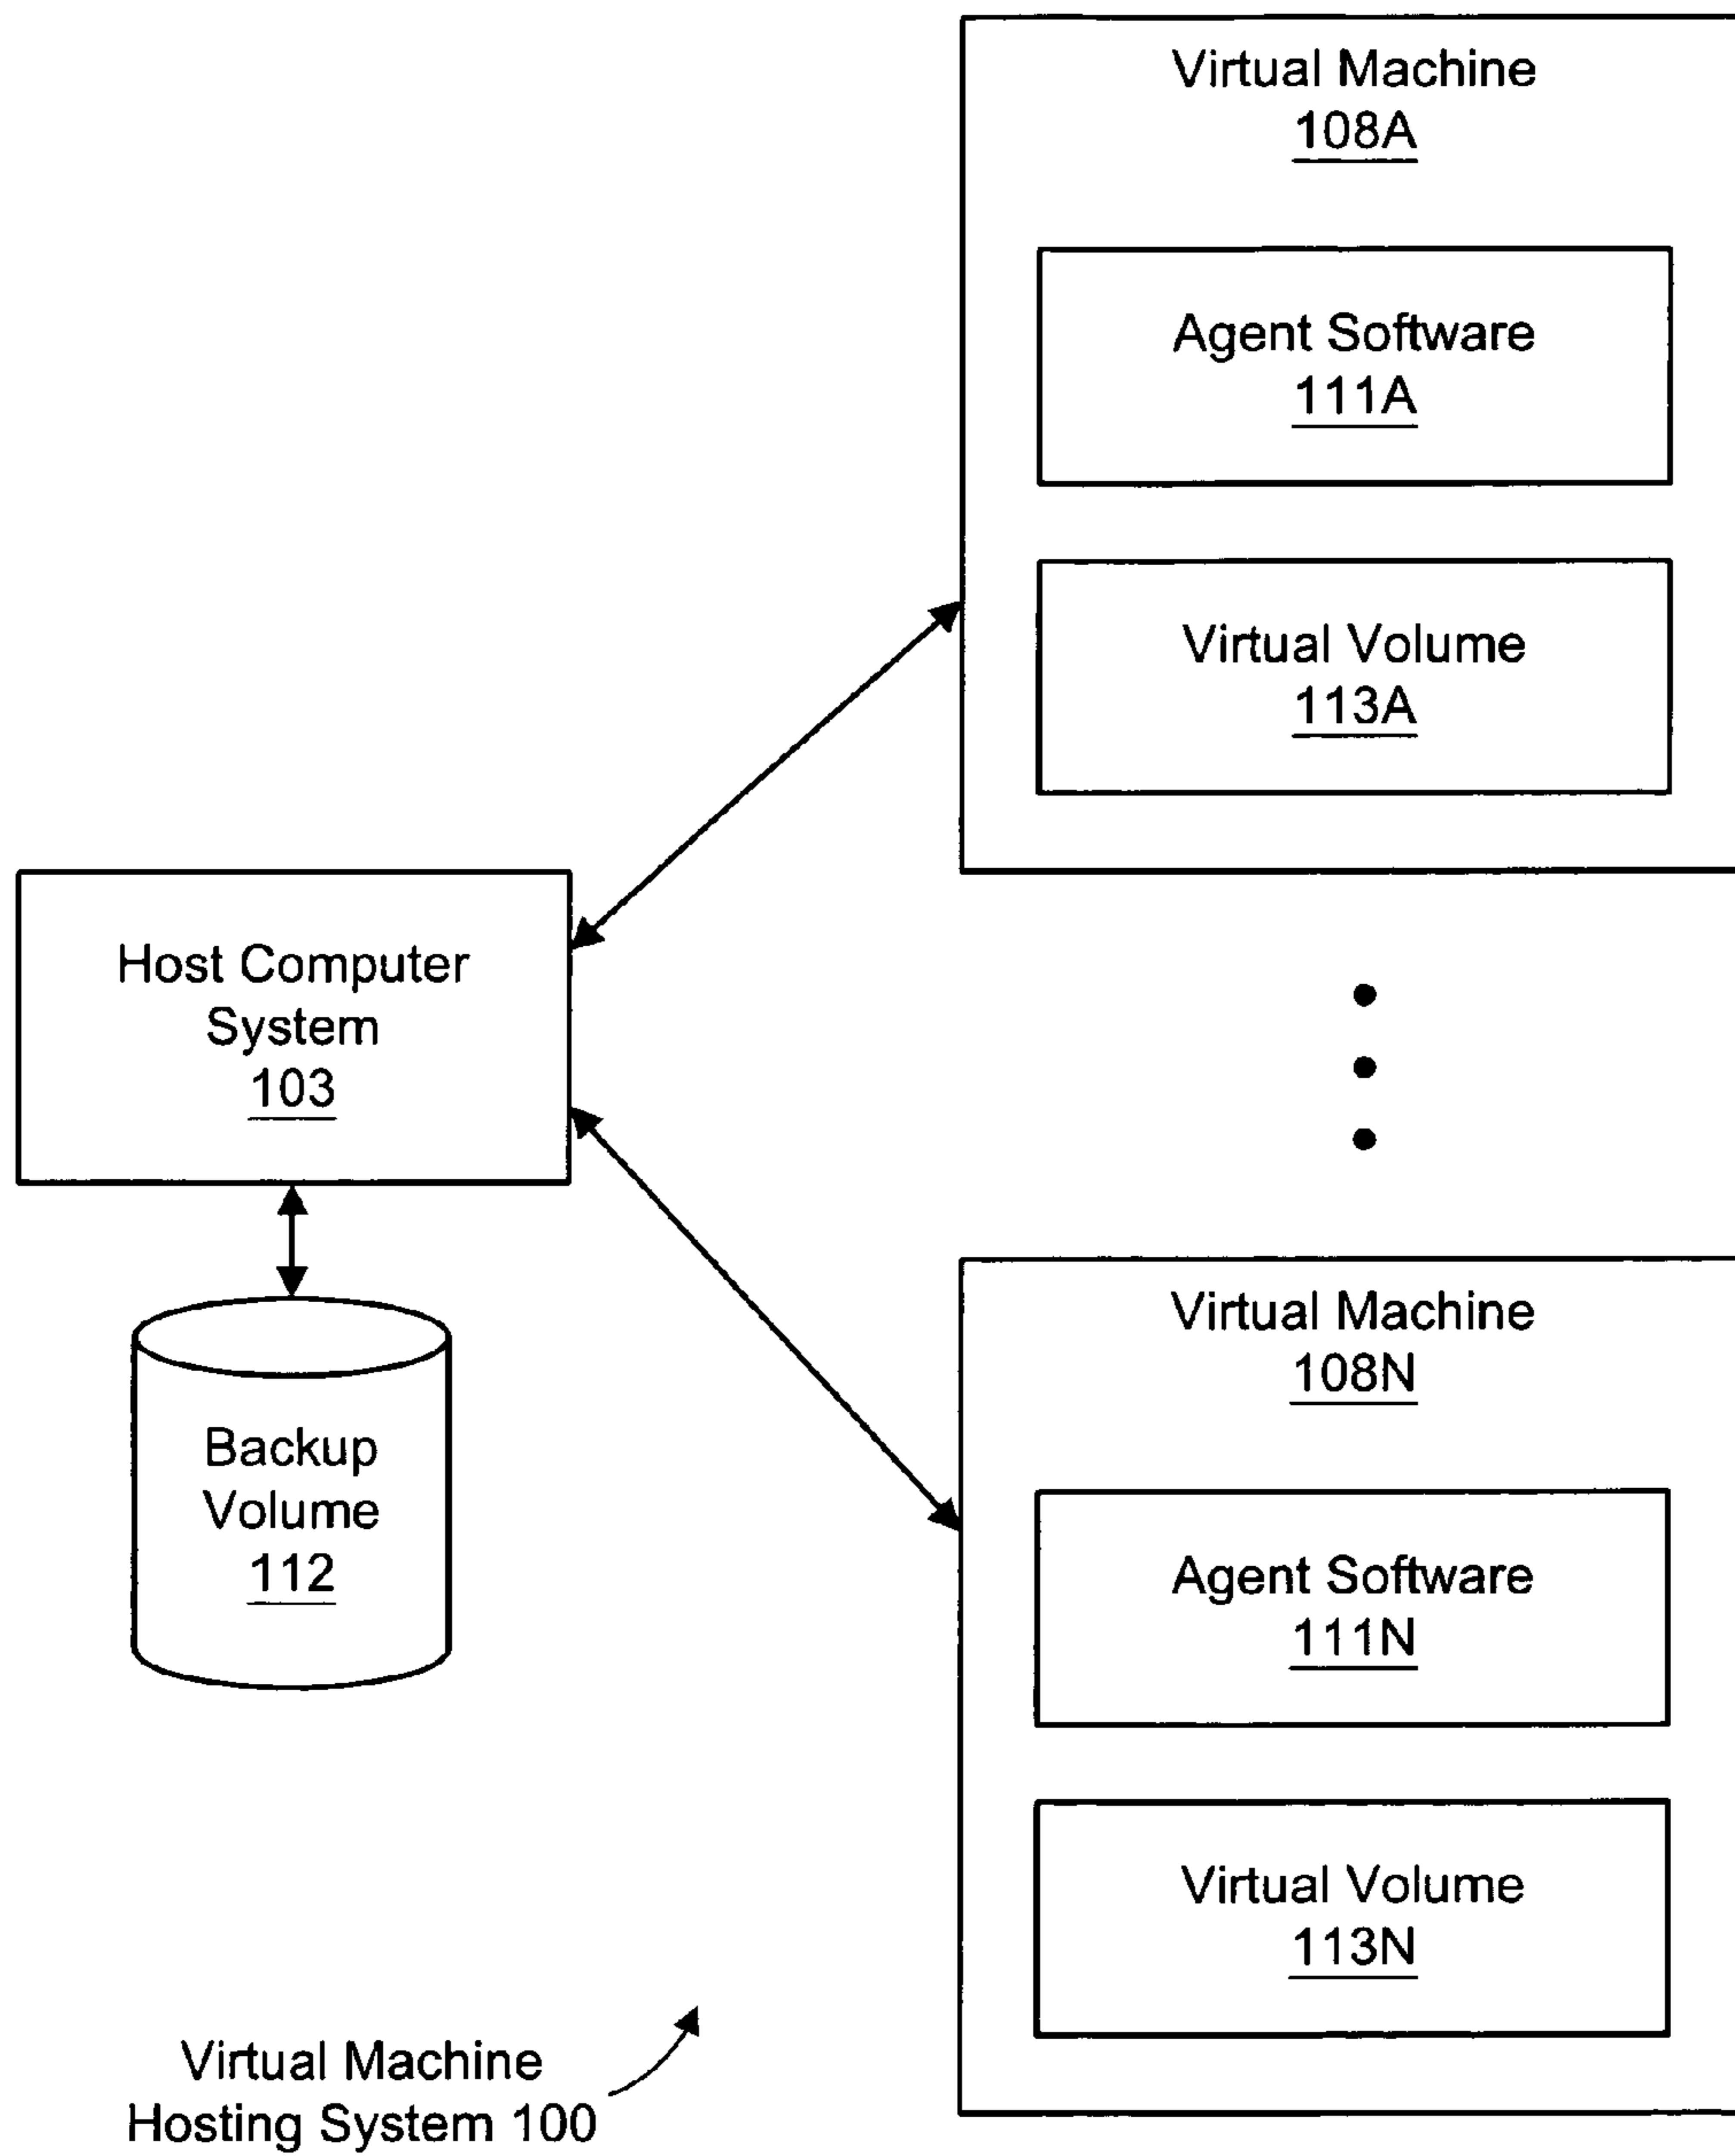 Virtual Machine
108A
Agent Software
111A
Virtual Volume
113A
Host Computer
System
103
Backup
Volume
112
Virtual Machine
108N
Agent Software
111N
Virtual Volume
113N
Virtual Machine
Hosting System 100